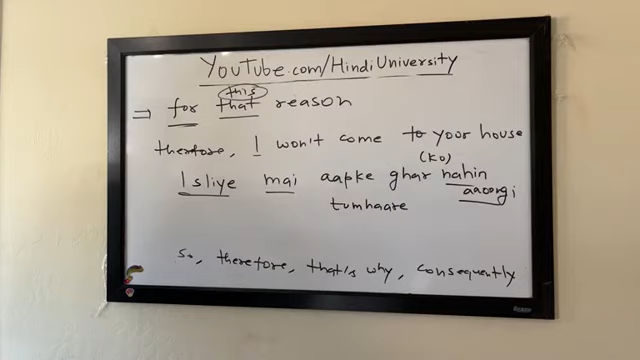 YouTube.com/HindiUniversity
this
⇒ for that reason
therefore, I won't come to your house
(ko)
Isliye mai aapke ghar nahin
aaoongi
tumhaare
so, therefore, that's why, consequently